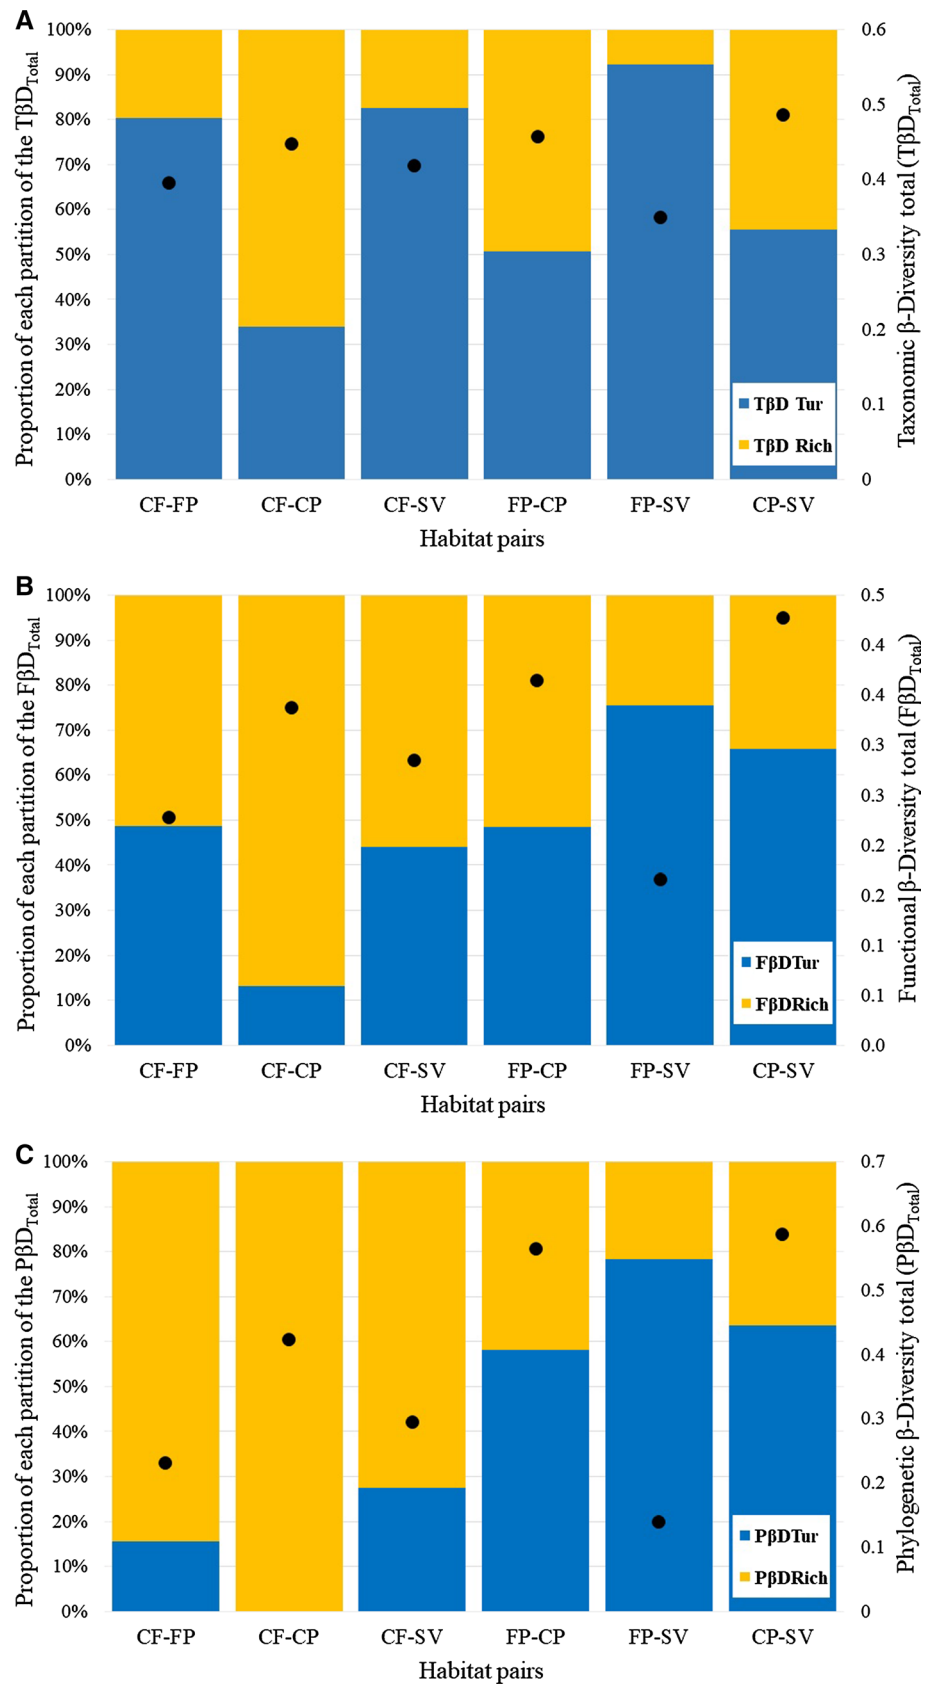 A
Proportion of each partition of the TβDTotal
100%
90%
80%
70%
60%
50%
40%
30%
20%
10%
0%
0.6
0.5
0.4
0.3
0.2
0.1
0
Taxonomic β-Diversity total (TβDTotal)
TβD Tur
TβD Rich
CF-FP CF-CP CF-SV FP-CP FP-SV CP-SV
Habitat pairs
B
Proportion of each partition of the FβDTotal
100%
90%
80%
70%
60%
50%
40%
30%
20%
10%
0%
0.5
0.4
0.4
0.3
0.3
0.2
0.2
0.1
0.1
0.0
Functional β-Diversity total (FβDTotal)
FβDTur
FβDRich
CF-FP CF-CP CF-SV FP-CP FP-SV CP-SV
Habitat pairs
C
Proportion of each partition of the PβDTotal
100%
90%
80%
70%
60%
50%
40%
30%
20%
10%
0%
0.7
0.6
0.5
0.4
0.3
0.2
0.1
0
Phylogenetic β-Diversity total (PβDTotal)
PβDTur
PβDRich
CF-FP CF-CP CF-SV FP-CP FP-SV CP-SV
Habitat pairs